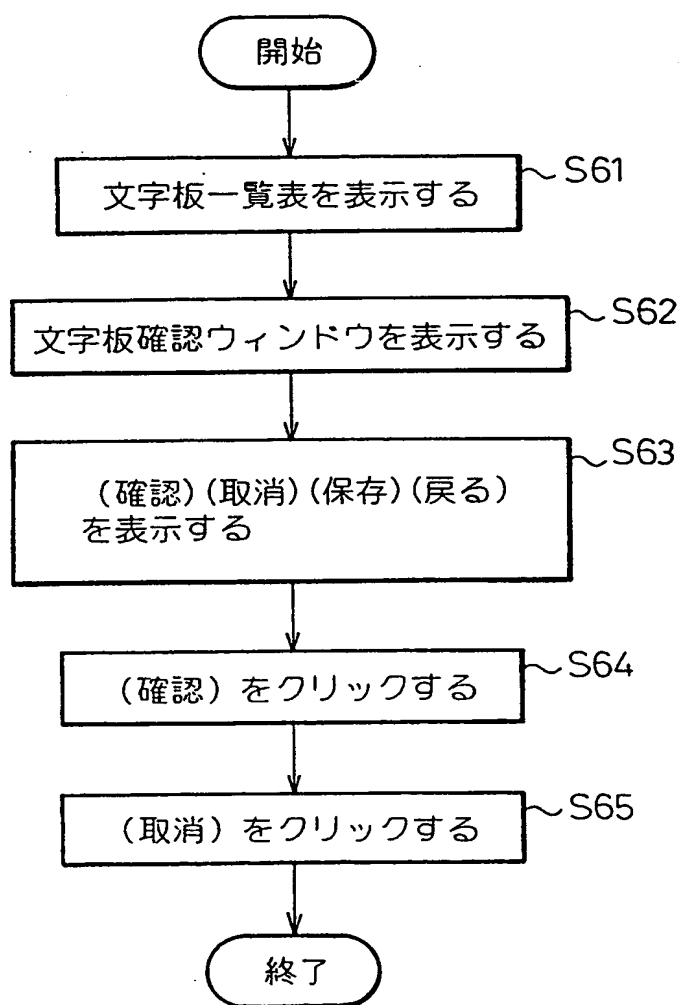 開始
文字板一覧表を表示する
S61
文字板確認ウィンドウを表示する
S62
(確認)(取消)(保存)(戻る)
を表示する
S63
(確認)をクリックする
S64
(取消)をクリックする
S65
終了